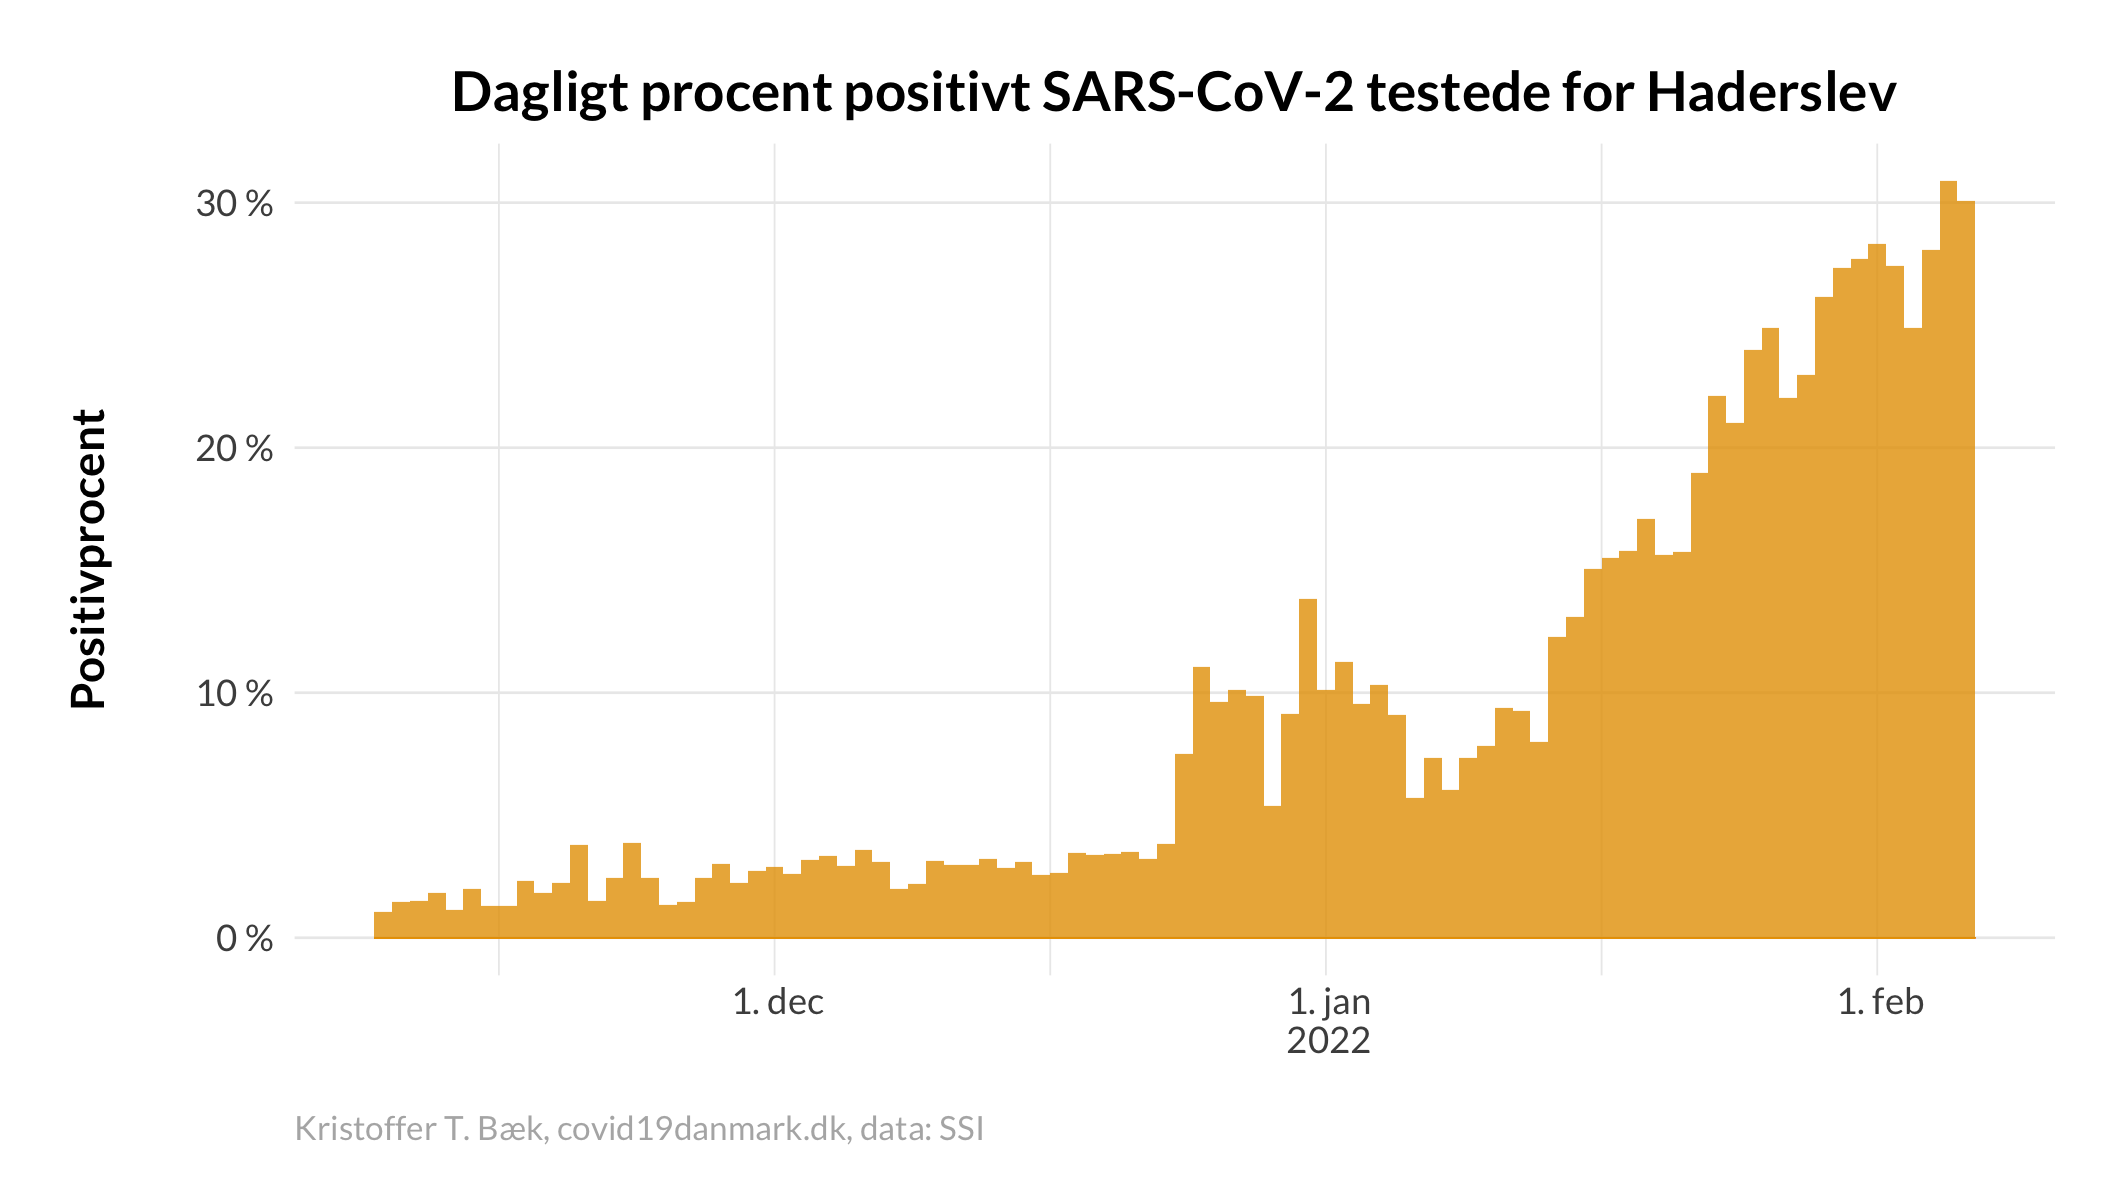 Dagligt procent positivt SARS-CoV-2 testede for Haderslev
Positivprocent
30 %
20 %
10 %
0 %
1. dec
1. jan
2022
1. feb
Kristoffer T. Bæk, covid19danmark.dk, data: SSI